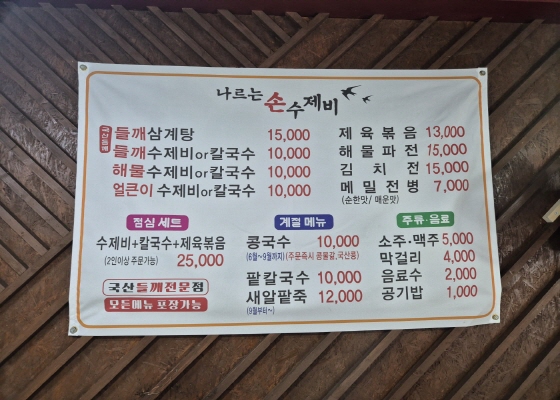 나르는 손수제비
국산들깨 들깨삼계탕 15,000
들깨수제비or칼국수 10,000
해물수제비or칼국수 10,000
얼큰이수제비or칼국수 10,000
제육볶음 13,000
해물파전 15,000
김치전 15,000
메밀전병 7,000
(순한맛/ 매운맛)
점심 세트
수제비+칼국수+제육볶음
(2인이상 주문가능) 25,000
국산들깨전문점
모든메뉴 포장가능
계절 메뉴
콩국수 10,000
(6월~9월까지) (주문즉시 콩물갈,국산용)
팥칼국수 10,000
새알팥죽 12,000
(9월부터~)
주류·음료
소주·맥주 5,000
막걸리 4,000
음료수 2,000
공기밥 1,000